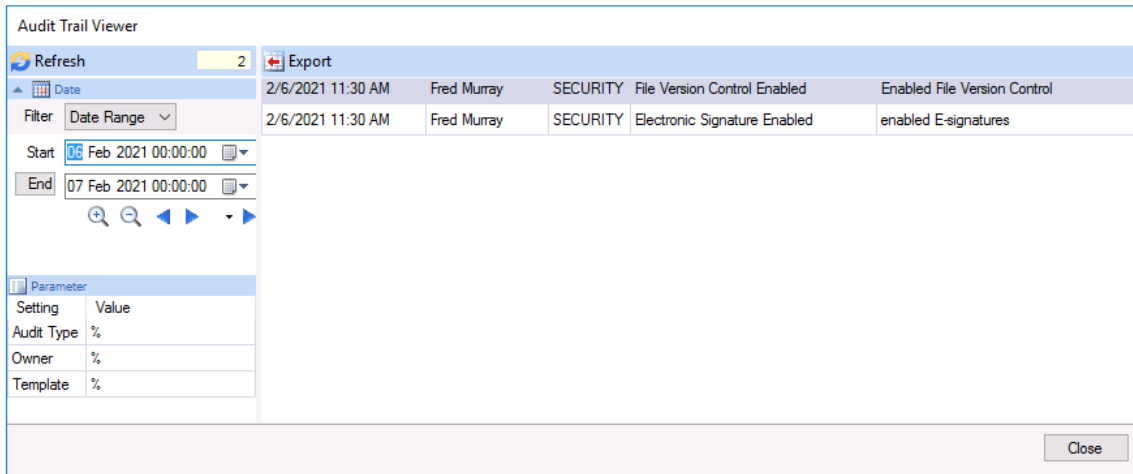 Audit Trail Viewer
Refresh 2 Export
Date
Filter Date Range
Start 06 Feb 2021 00:00:00
End 07 Feb 2021 00:00:00
Parameter
Setting Value
Audit Type %
Owner %
Template %
2/6/2021 11:30 AM Fred Murray SECURITY File Version Control Enabled Enabled File Version Control
2/6/2021 11:30 AM Fred Murray SECURITY Electronic Signature Enabled enabled E-signatures
Close